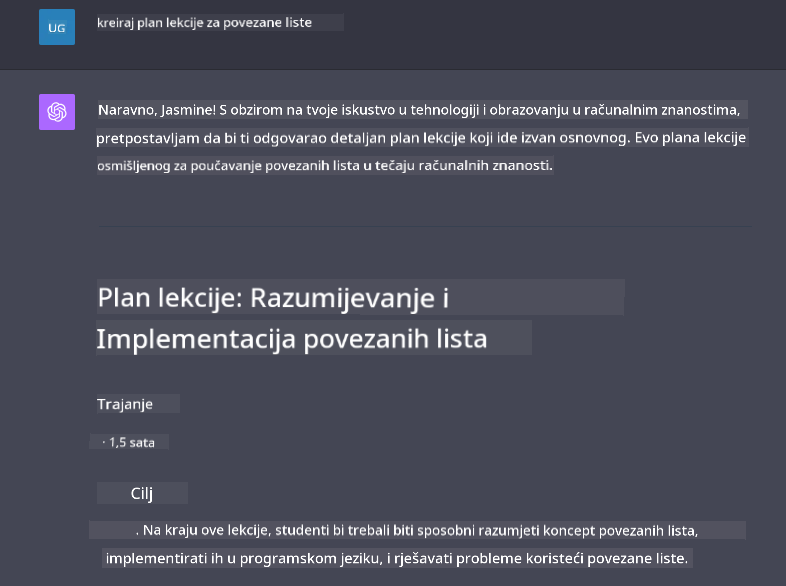 UG
kreiraj plan lekcije za povezane liste
Naravno, Jasmine! S obzirom na tvoje iskustvo u tehnologiji i obrazovanju u računalnim znanostima,
pretpostavljam da bi ti odgovarao detaljan plan lekcije koji ide izvan osnovnog. Evo plana lekcije
osmišljenog za poučavanje povezanih lista u tečaju računalnih znanosti.
Plan lekcije: Razumijevanje i
Implementacija povezanih lista
Trajanje
· 1,5 sata
Cilj
. Na kraju ove lekcije, studenti bi trebali biti sposobni razumjeti koncept povezanih lista,
implementirati ih u programskom jeziku, i rješavati probleme koristeći povezane liste.